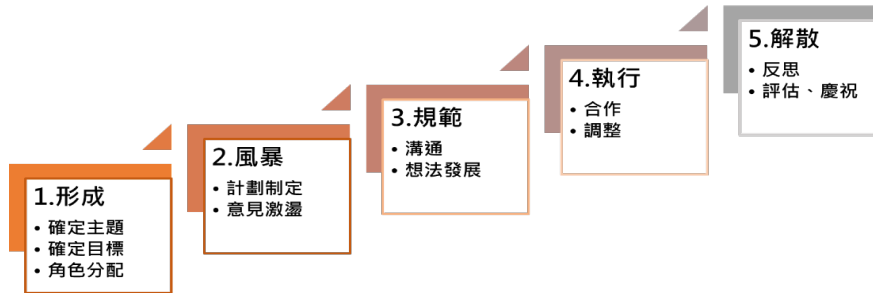 1.形成
• 確定主題
• 確定目標
• 角色分配
2.風暴
• 計劃制定
• 意見激盪
3.規範
• 溝通
• 想法發展
4.執行
• 合作
• 調整
5.解散
• 反思
• 評估、慶祝